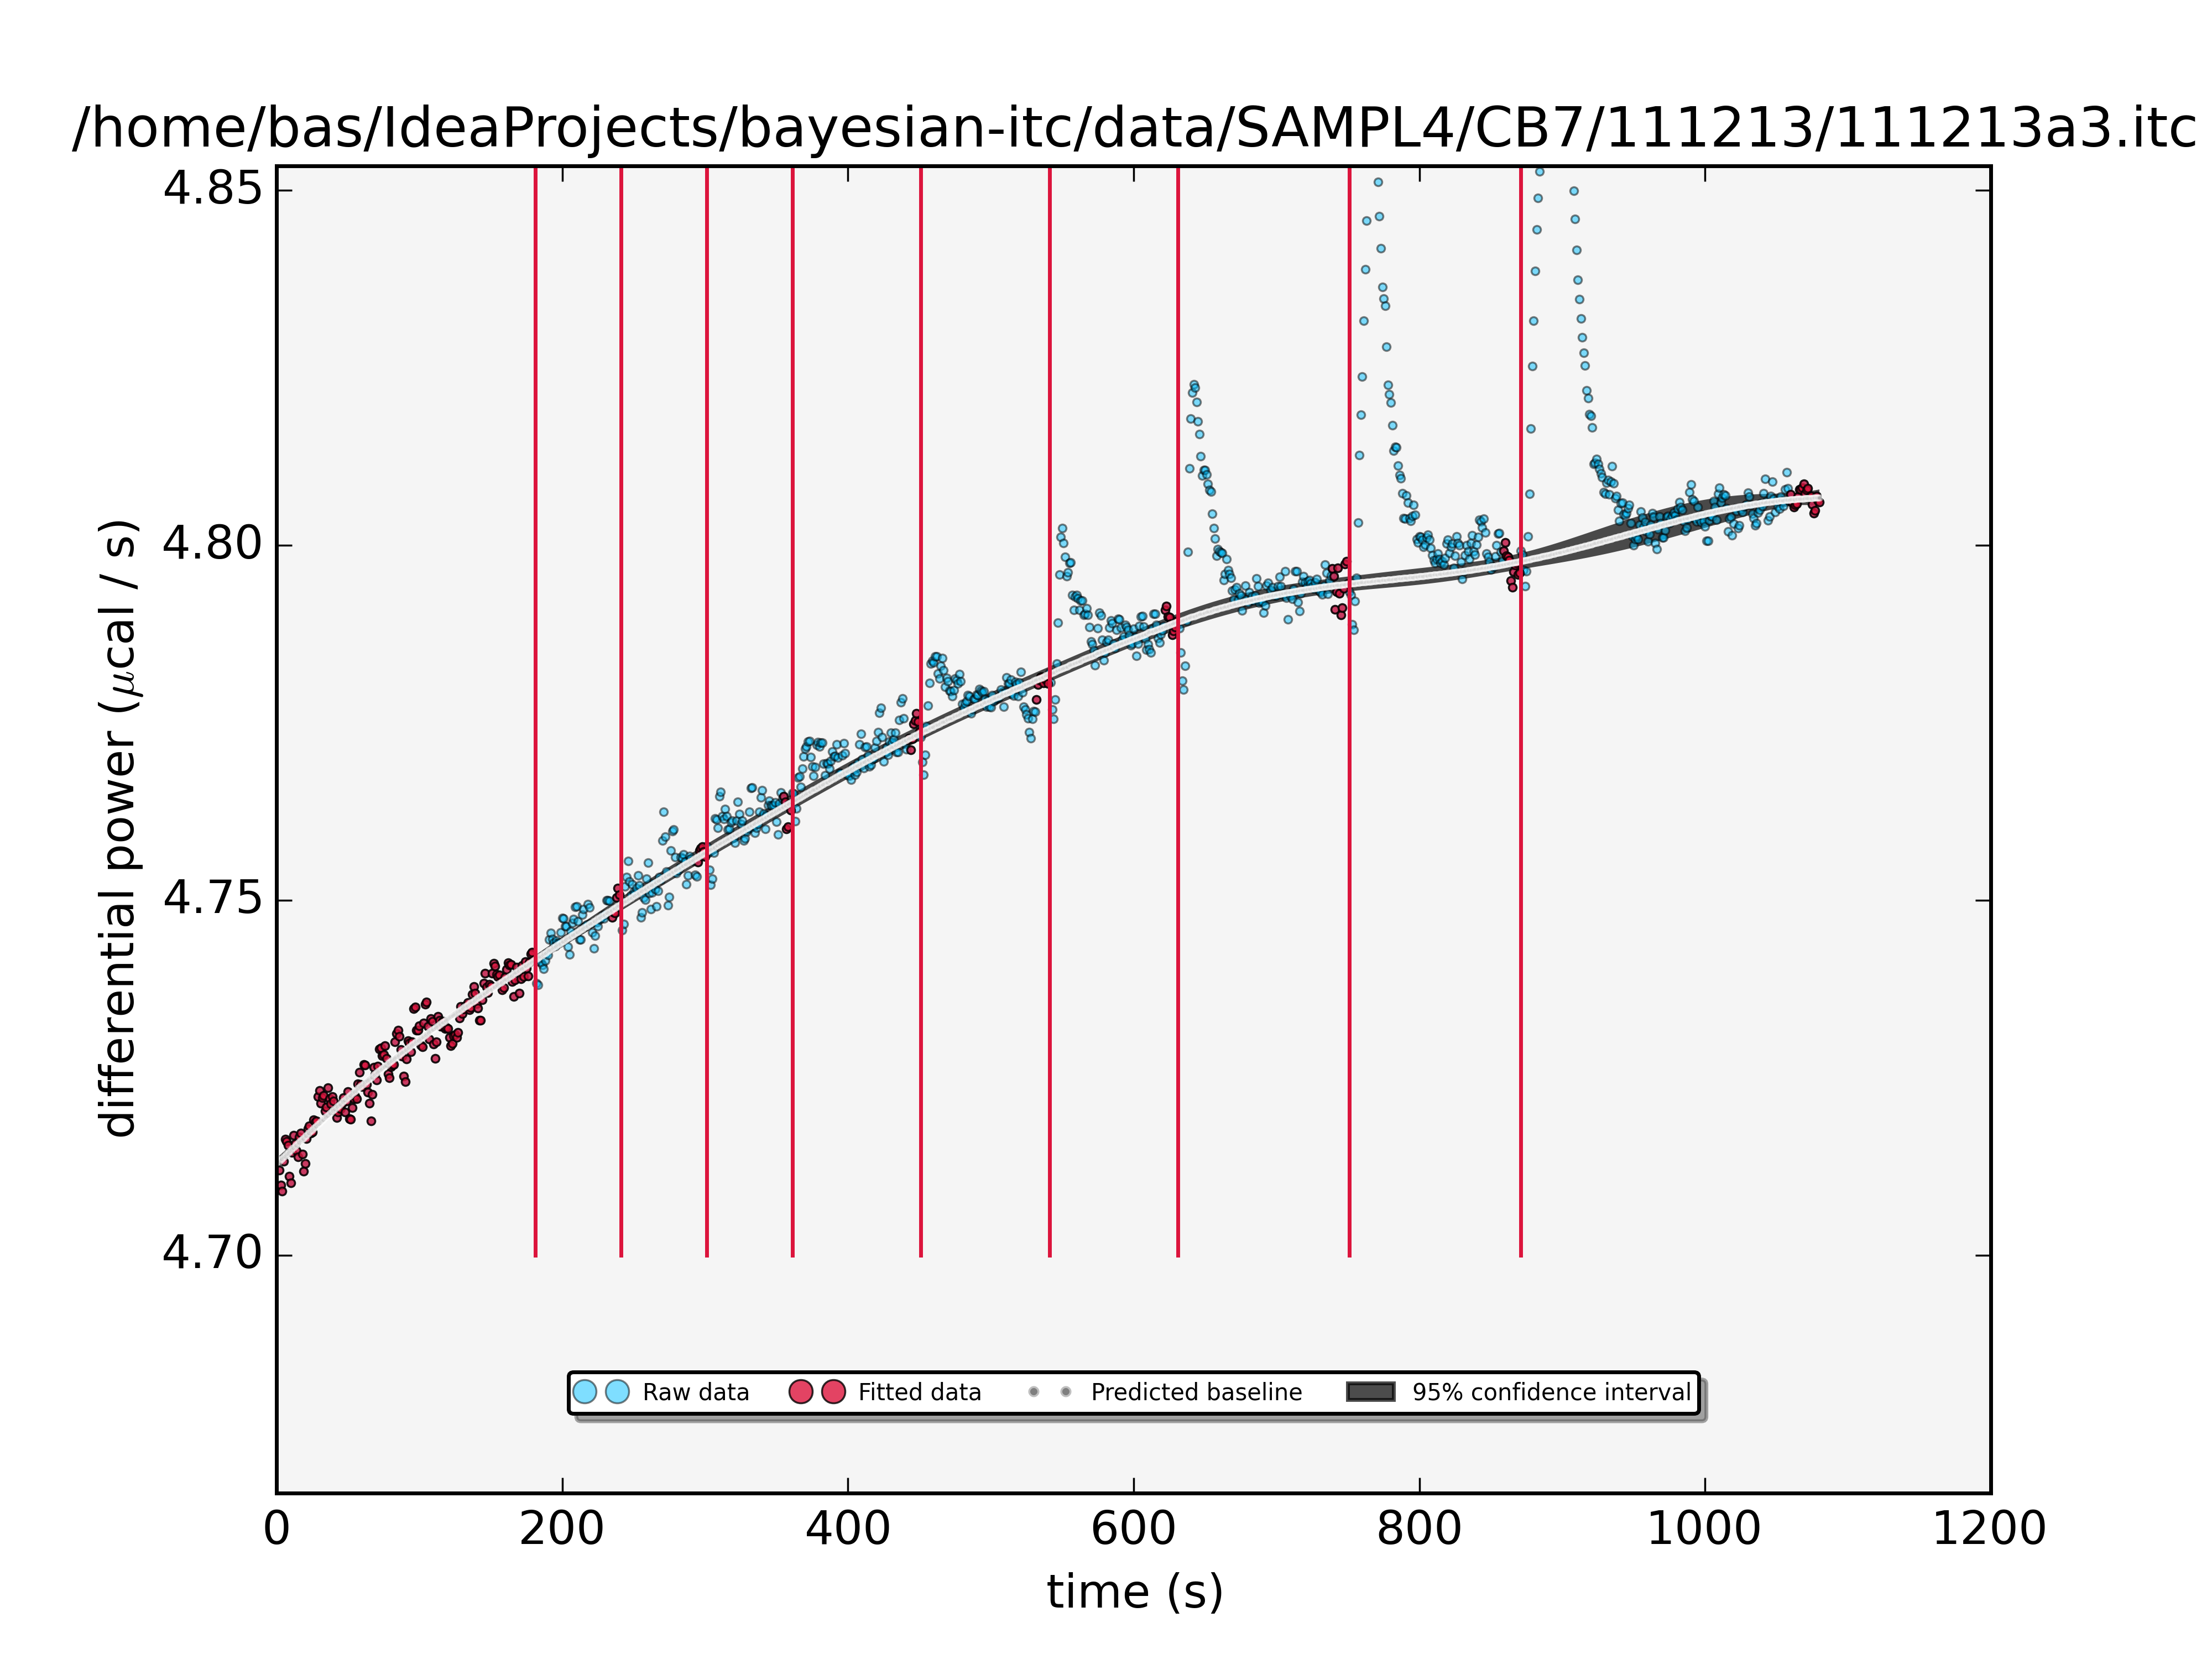 /home/bas/IdeaProjects/bayesian-itc/data/SAMPL4/CB7/111213/111213a3.itc
4.85
4.80
4.75
4.70
differential power (μcal / s)
Raw data Fitted data Predicted baseline 95% confidence interval
0 200 400 600 800 1000 1200
time (s)